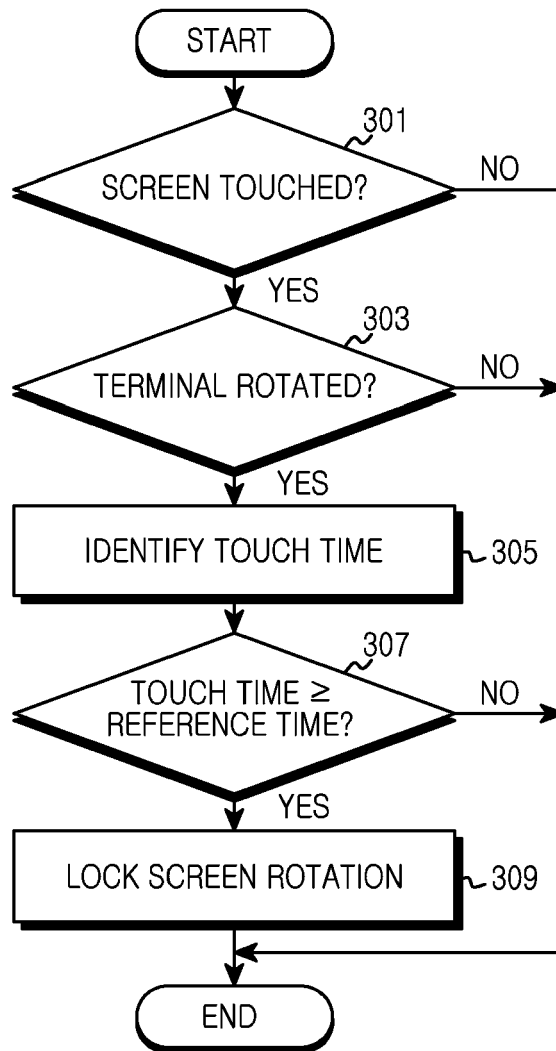 START
301
SCREEN TOUCHED?
NO
YES
303
TERMINAL ROTATED?
NO
YES
IDENTIFY TOUCH TIME
305
307
TOUCH TIME ≥
REFERENCE TIME?
NO
YES
LOCK SCREEN ROTATION
309
END